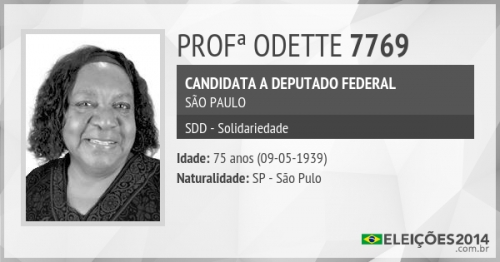 PROFª ODETTE 7769
CANDIDATA A DEPUTADO FEDERAL
SÃO PAULO
SDD - Solidariedade
Idade: 75 anos (09-05-1939)
Naturalidade: SP - São Pulo
ELEIÇÕES2014
.com.br